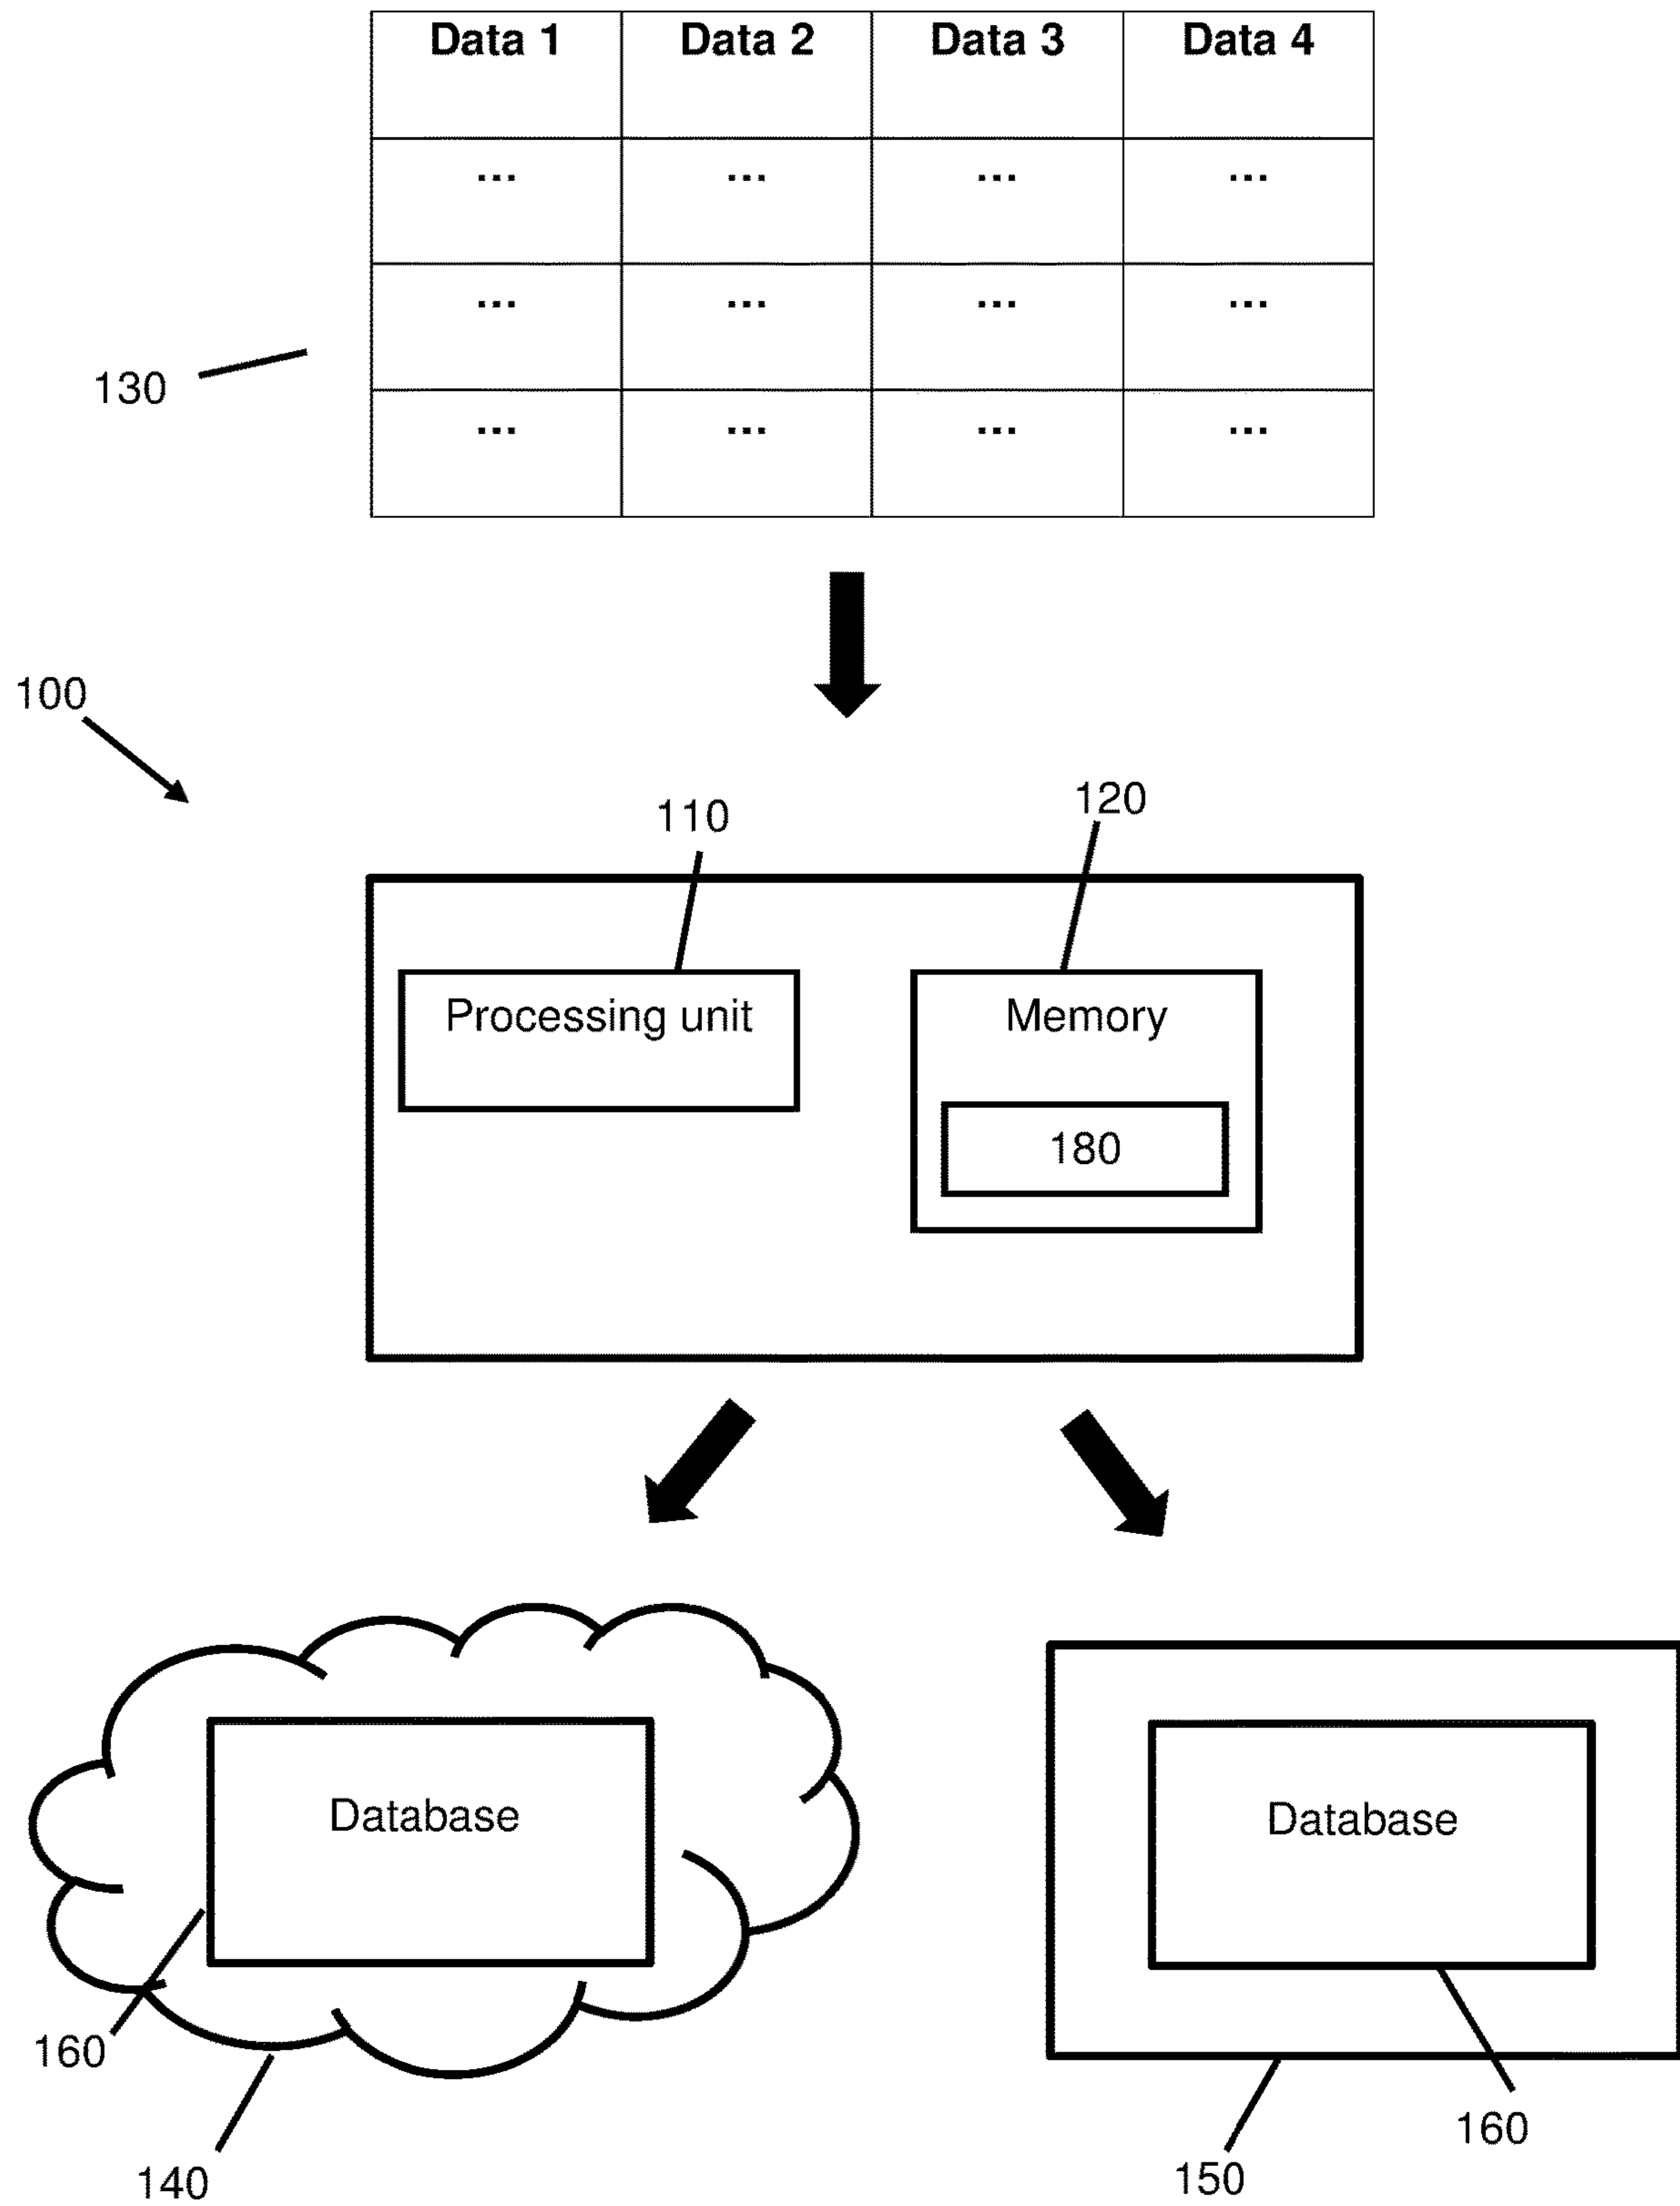 Data 1 Data 2 Data 3 Data 4
... ... ... ...
... ... ... ...
130
... ... ... ...
100
110
120
Processing unit
Memory
180
Database
Database
160
140
160
150